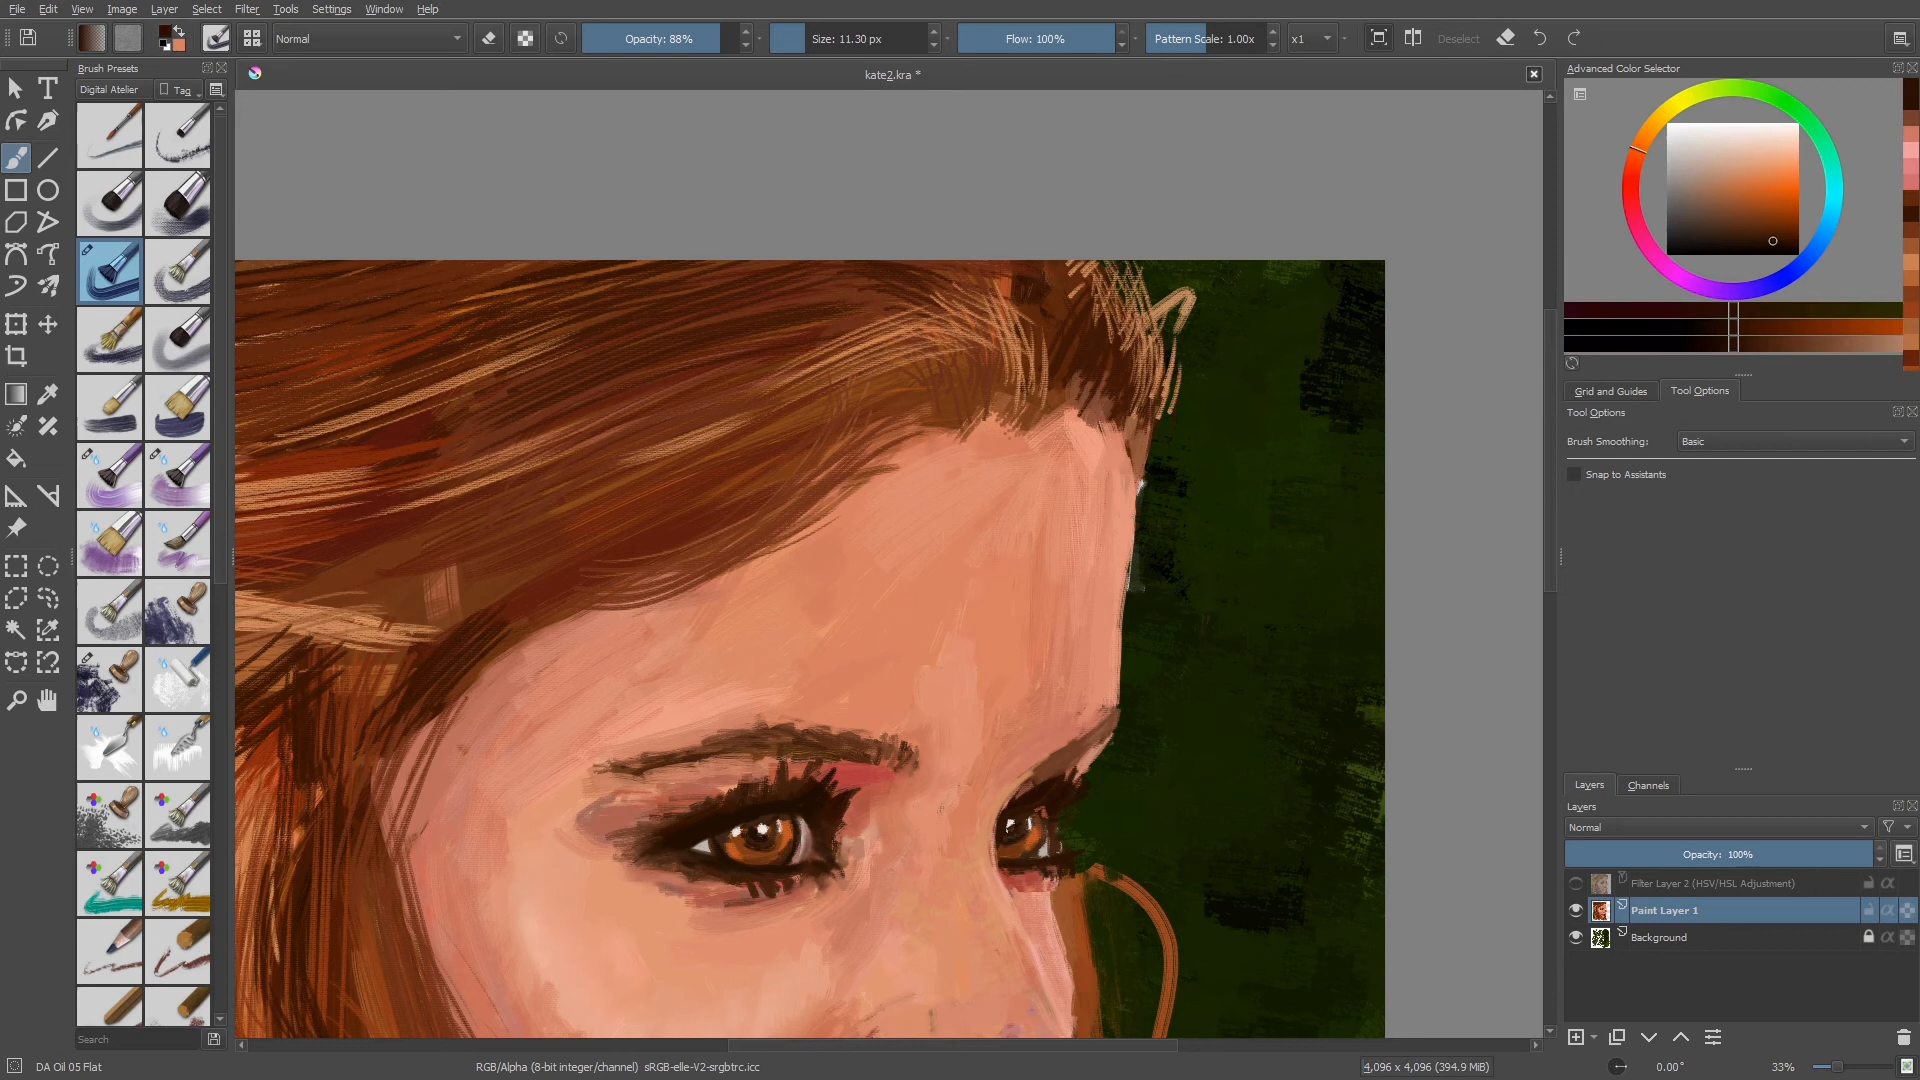 File Edit View Image Layer Select Filter Tools Settings Window Help
Normal
Opacity: 88%
Size: 11.30 px
Flow: 100%
Pattern Scale: 1.00x
x1
Deselect
Brush Presets
kate2.kra *
Advanced Color Selector
Digital Atelier
Tag
Grid and Guides
Tool Options
Tool Options
Brush Smoothing:
Basic
Snap to Assistants
Layers
Channels
Layers
Normal
Opacity: 100%
Filter Layer 2 (HSV/HSL Adjustment)
Paint Layer 1
Background
Search
DA Oil 05 Flat
RGB/Alpha (8-bit integer/channel) sRGB-elle-V2-srgbtrc.icc
4,096 x 4,096 (394.9 MiB)
0.00°
33%